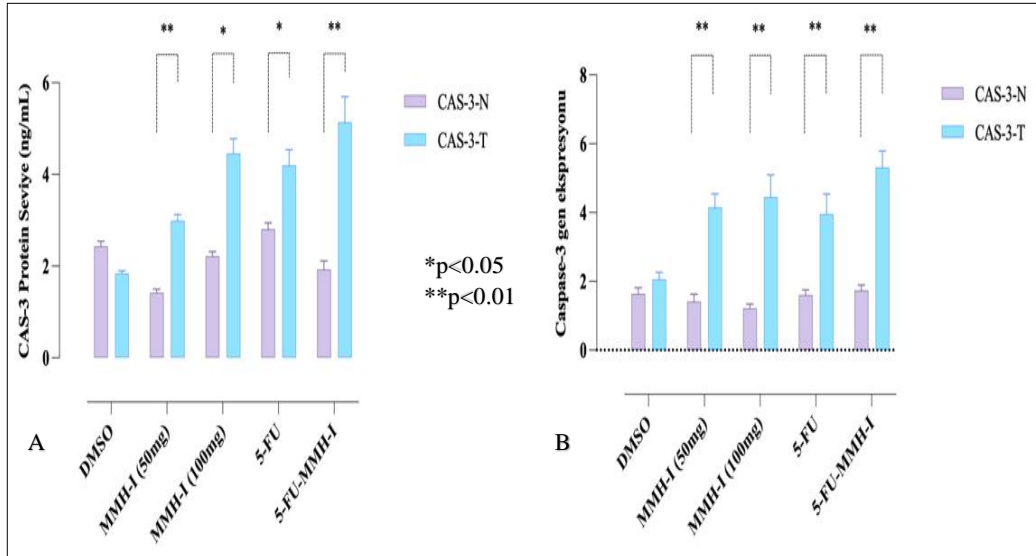 ** * * **
CAS-3 Protein Seviye (ng/mL)
6
4
2
0
CAS-3-N
CAS-3-T
DMSO
MMH-I (50mg)
MMH-I (100mg)
5-FU
5-FU-MMH-I
A
*p<0.05
**p<0.01
** ** ** **
Caspase-3 gen ekspresyonu
8
6
4
2
0
CAS-3-N
CAS-3-T
DMSO
MMH-I (50mg)
MMH-I (100mg)
5-FU
5-FU-MMH-I
B